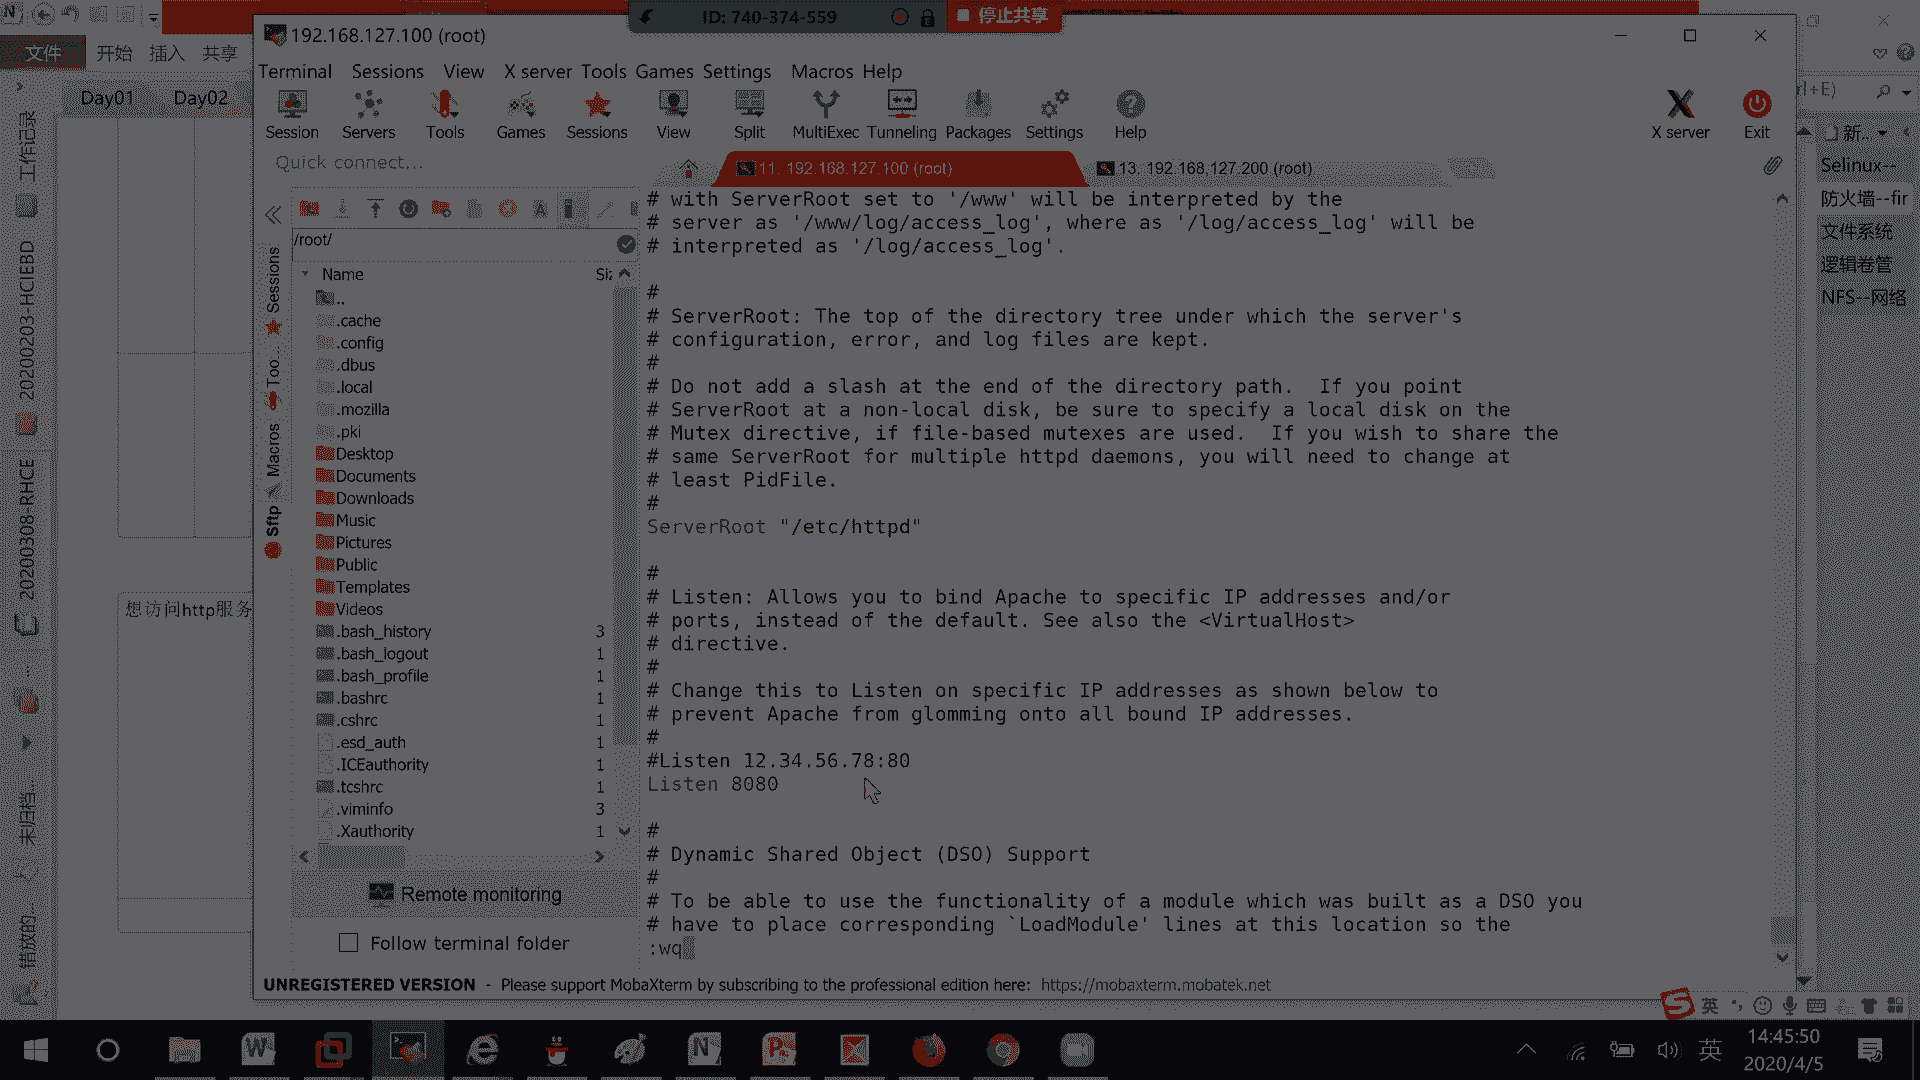 ID: 740-374-559
停止共享
192.168.127.100 (root)
文件
开始
插入
共享
Terminal Sessions View X server Tools Games Settings Macros Help
Day01
Day02
Session Servers Tools Games Sessions View Split MultiExec Tunneling Packages Settings Help
X server
Exit
Quick connect...
11. 192.168.127.100 (root)
13. 192.168.127.200 (root)
rl+E)
新..
Selinux--
防火墙--fir
文件系统
逻辑卷管
NFS--网络
工作记录
20200203-HCIEBD
20200308-RHCE
未归档...
错放的...
想访问http服务
Sessions
Too...
Macros
Sftp
/root/
Name
..
.cache
.config
.dbus
.local
.mozilla
.pki
Desktop
Documents
Downloads
Music
Pictures
Public
Templates
Videos
.bash_history 3
.bash_logout 1
.bash_profile 1
.bashrc 1
.cshrc 1
.esd_auth 1
.ICEauthority 1
.tcshrc 1
.viminfo 3
.Xauthority 1
Remote monitoring
Follow terminal folder
# with ServerRoot set to '/www' will be interpreted by the
# server as '/www/log/access_log', where as '/log/access_log' will be
# interpreted as '/log/access_log'.
#
# ServerRoot: The top of the directory tree under which the server's
# configuration, error, and log files are kept.
#
# Do not add a slash at the end of the directory path.  If you point
# ServerRoot at a non-local disk, be sure to specify a local disk on the
# Mutex directive, if file-based mutexes are used.  If you wish to share the
# same ServerRoot for multiple httpd daemons, you will need to change at
# least PidFile.
#
ServerRoot "/etc/httpd"
#
# Listen: Allows you to bind Apache to specific IP addresses and/or
# ports, instead of the default. See also the <VirtualHost>
# directive.
#
# Change this to Listen on specific IP addresses as shown below to
# prevent Apache from glomming onto all bound IP addresses.
#
#Listen 12.34.56.78:80
Listen 8080
#
# Dynamic Shared Object (DSO) Support
#
# To be able to use the functionality of a module which was built as a DSO you
# have to place corresponding `LoadModule' lines at this location so the
:wq
UNREGISTERED VERSION - Please support MobaXterm by subscribing to the professional edition here: https://mobaxterm.mobatek.net
英
英
14:45:50
2020/4/5